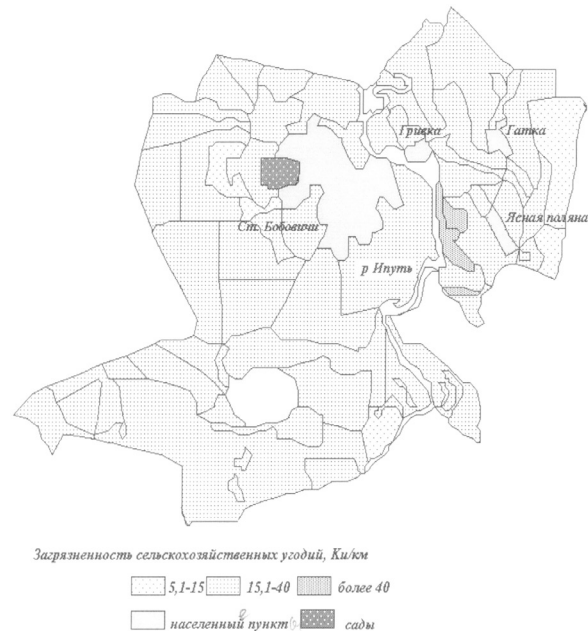 Гривка
Гатка
Ст. Бобовичи
Ясная поляна
р Ипуть
Загрязненность сельскохозяйственных угодий, Ки/км
5,1-15 15,1-40 более 40
населенный пункт сады